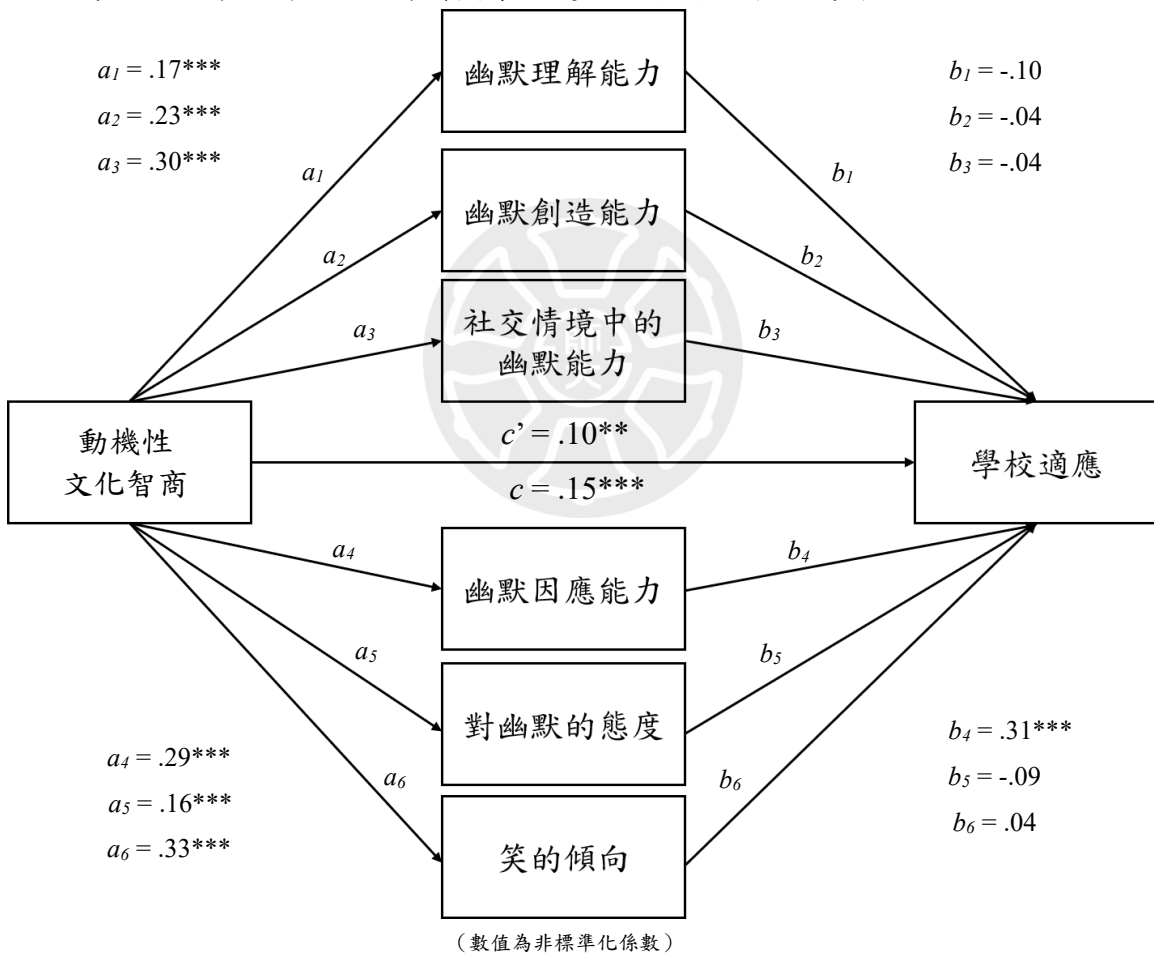 幽默理解能力
a1 = .17***
a2 = .23***
a3 = .30***
b1 = -.10
b2 = -.04
b3 = -.04
a1
b1
幽默創造能力
a2
b2
社交情境中的
幽默能力
a3
b3
動機性
文化智商
c’ = .10**
c = .15***
學校適應
a4
b4
幽默因應能力
a5
b5
對幽默的態度
a6
b6
a4 = .29***
a5 = .16***
a6 = .33***
b4 = .31***
b5 = -.09
b6 = .04
笑的傾向
（數值為非標準化係數）